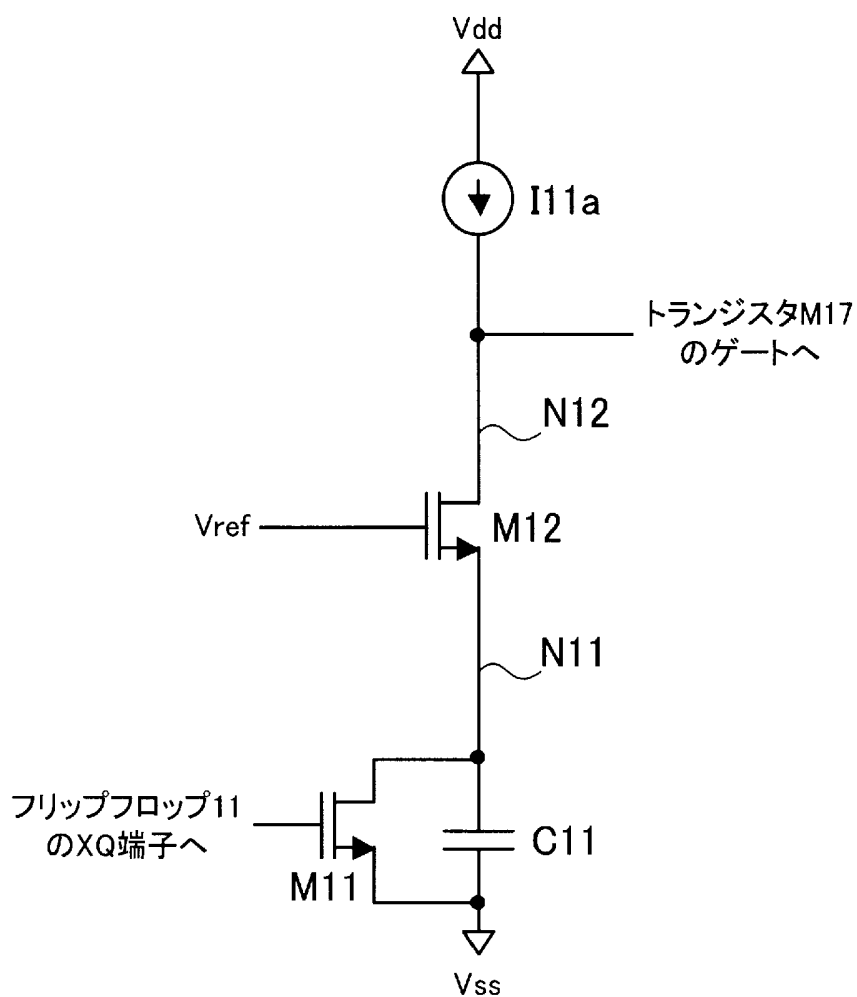 Vdd
I11a
トランジスタM17
のゲートへ
N12
Vref
M12
N11
フリップフロップ11
のXQ端子へ
M11
C11
Vss